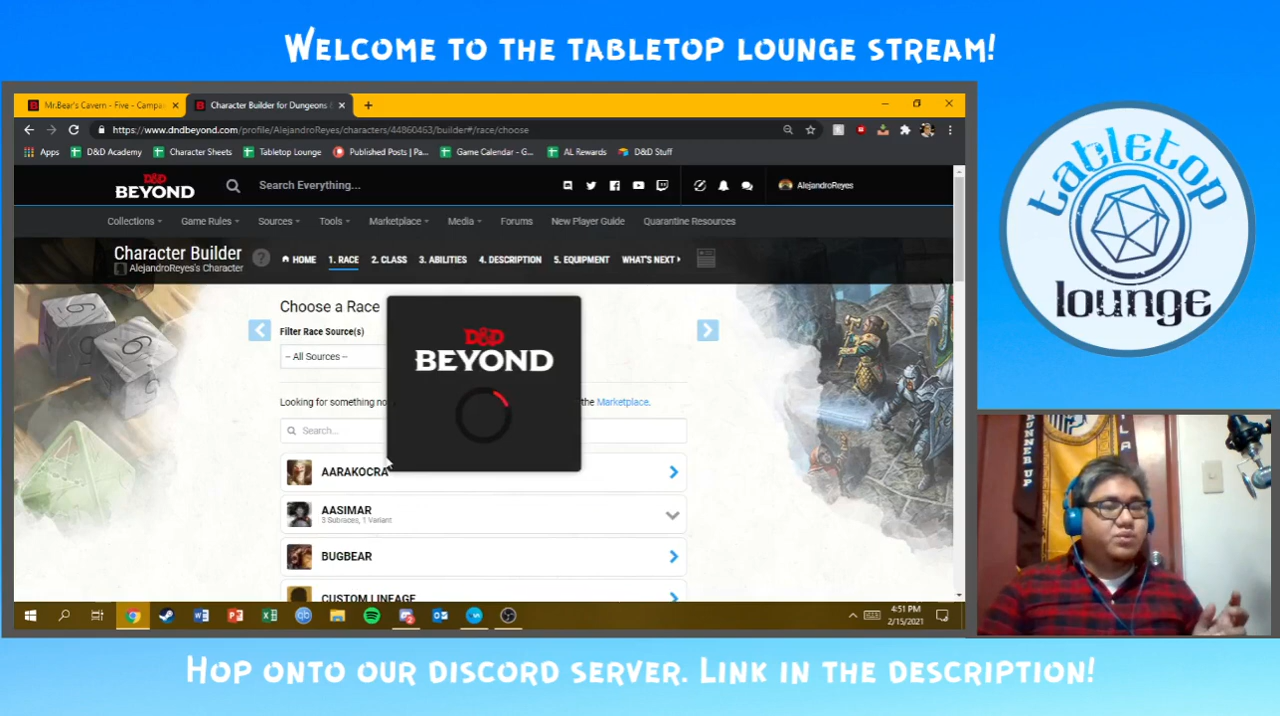 WELCOME TO THE TABLETOP LOUNGE STREAM!
Mr.Bear's Cavern - Five - Campa
Character Builder for Dungeons
https://www.dndbeyond.com/profile/AlejandroReyes/characters/44860463/builder#/race/choose
Apps D&D Academy Character Sheets Tabletop Lounge Published Posts | Pa... Game Calendar - G... AL Rewards D&D Stuff
D&D BEYOND Search Everything... AlejandroReyes
Collections Game Rules Sources Tools Marketplace Media Forums New Player Guide Quarantine Resources
Character Builder ? HOME 1. RACE 2. CLASS 3. ABILITIES 4. DESCRIPTION 5. EQUIPMENT WHAT'S NEXT
AlejandroReyes's Character
Choose a Race
Filter Race Source(s)
-- All Sources --
D&D
BEYOND
Looking for something no the Marketplace.
Search...
AARAKOCRA
AASIMAR
3 Subraces, 1 Variant
BUGBEAR
CUSTOM LINEAGE
4:51 PM
2/15/2021
tabletop
lounge
RUNNER UP
HOP ONTO OUR DISCORD SERVER. LINK IN THE DESCRIPTION!